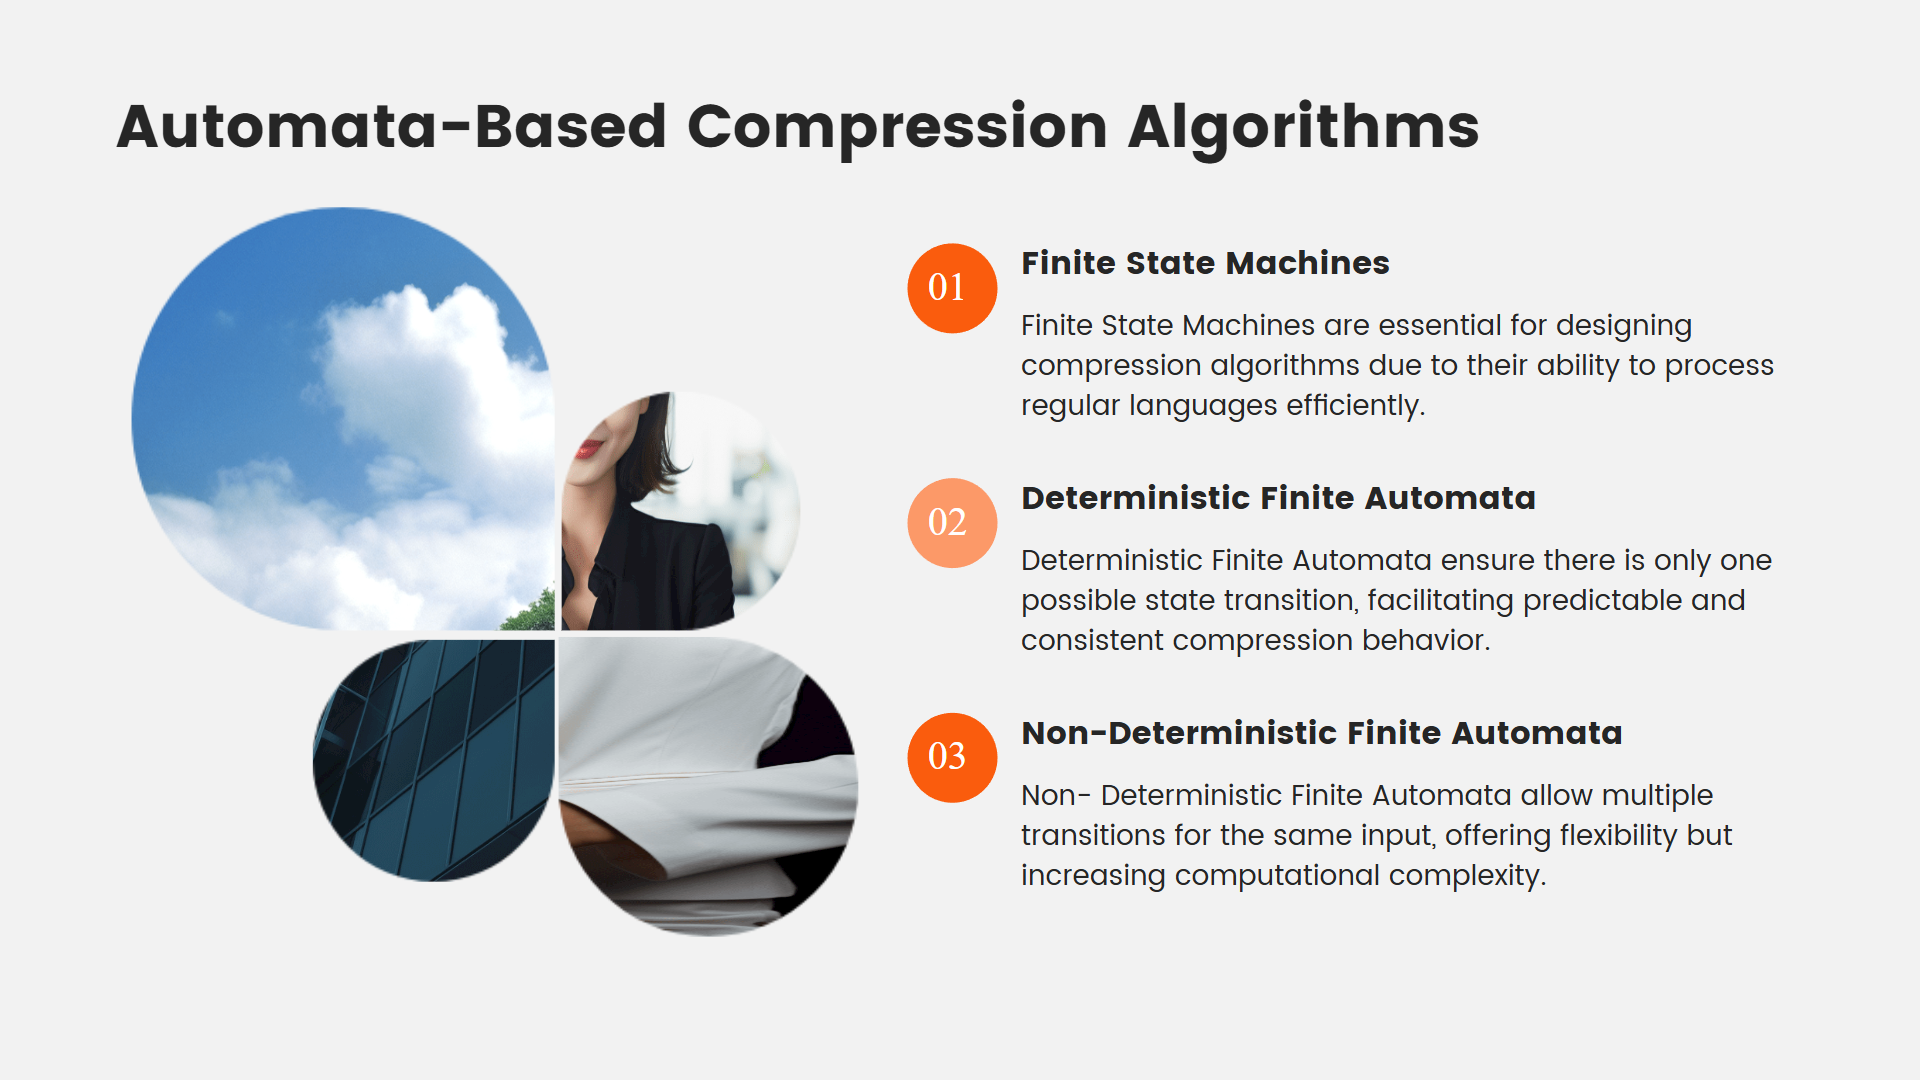 Automata-Based Compression Algorithms
01
Finite State Machines
Finite State Machines are essential for designing
compression algorithms due to their ability to process
regular languages efficiently.
02
Deterministic Finite Automata
Deterministic Finite Automata ensure there is only one
possible state transition, facilitating predictable and
consistent compression behavior.
03
Non-Deterministic Finite Automata
Non- Deterministic Finite Automata allow multiple
transitions for the same input, offering flexibility but
increasing computational complexity.